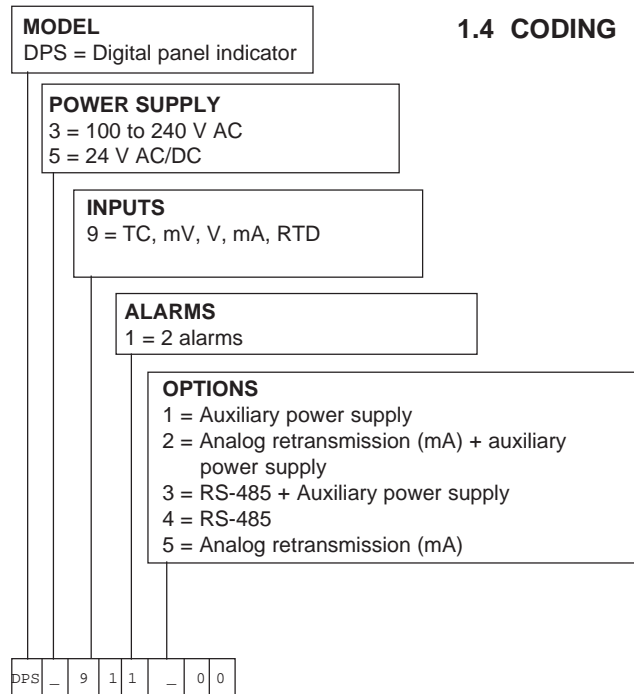 1.4 CODING
MODEL
DPS = Digital panel indicator
POWER SUPPLY
3 = 100 to 240 V AC
5 = 24 V AC/DC
INPUTS
9 = TC, mV, V, mA, RTD
ALARMS
1 = 2 alarms
OPTIONS
1 = Auxiliary power supply
2 = Analog retransmission (mA) + auxiliary
power supply
3 = RS-485 + Auxiliary power supply
4 = RS-485
5 = Analog retransmission (mA)
DPS _ 9 1 1 _ 0 0